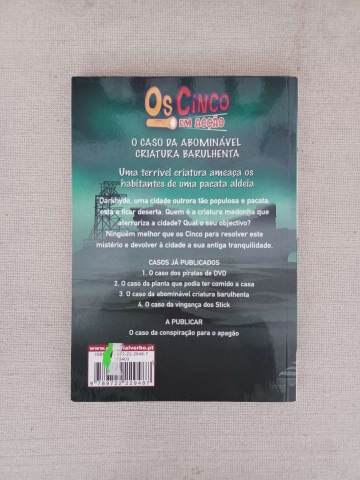 Os Cinco
EM ACÇÃO
O CASO DA ABOMINÁVEL
CRIATURA BARULHENTA
Uma terrível criatura ameaça os
habitantes de uma pacata aldeia
Darkhyde, uma cidade outrora tão populosa e pacata,
está a ficar deserta. Quem é a criatura medonha que
aterroriza a cidade? Qual o seu objectivo?
Ninguém melhor que os Cinco para resolver este
mistério e devolver à cidade a sua antiga tranquilidade.
CASOS JÁ PUBLICADOS
1. O caso dos piratas de DVD
2. O caso da planta que podia ter comido a casa
3. O caso da abominável criatura barulhenta
4. O caso da vingança dos Stick
A PUBLICAR
O caso da conspiração para o apagão
ISBN
9 789722 229487